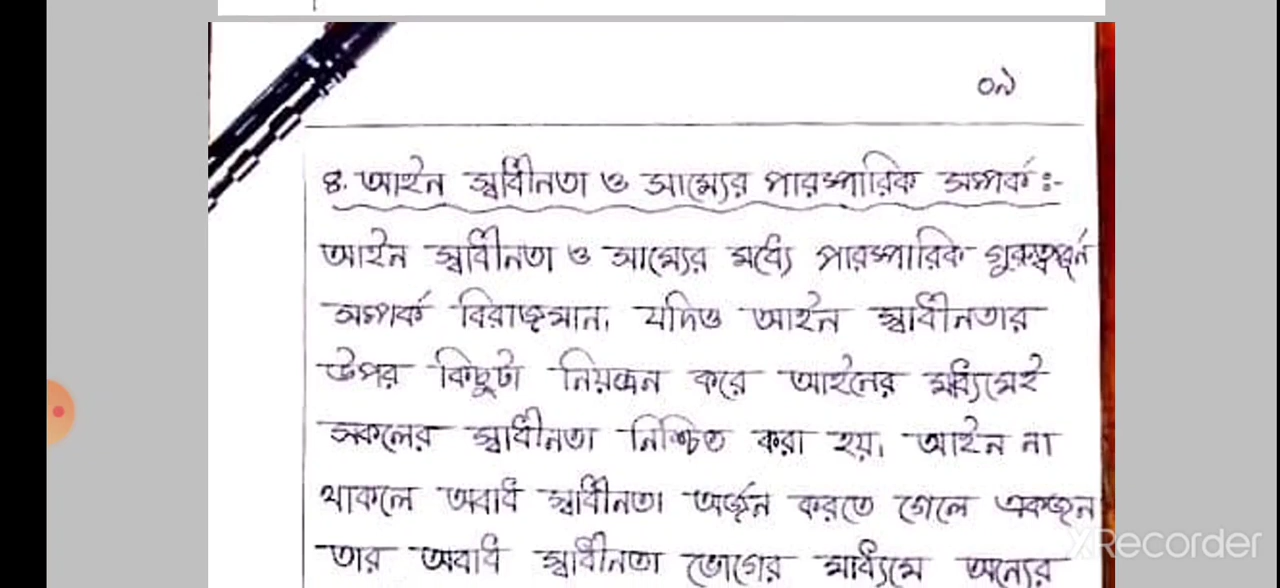 ০৯
৪. আইন স্বাধীনতা ও সাম্যের পারস্পারিক সম্পর্ক :-
আইন স্বাধীনতা ও সাম্যের মধ্যে পারস্পারিক গুরুত্বপূর্ন
সম্পর্ক বিরাজমান। যদিও আইন স্বাধীনতার
উপর কিছুটা নিয়ন্ত্রন করে আইনের মধ্যমেই
সকলের স্বাধীনতা নিশ্চিত করা হয়। আইন না
থাকলে অবাধ স্বাধীনতা অর্জন করতে গেলে একজন
তার অবাধ স্বাধীনতা ভোগের মাধ্যমে অন্যের
XRecorder